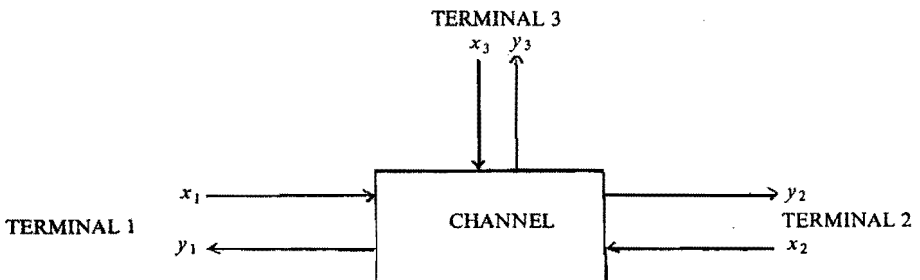 TERMINAL 3
x₃ y₃
x₁ y₂
TERMINAL 1 CHANNEL TERMINAL 2
y₁ x₂